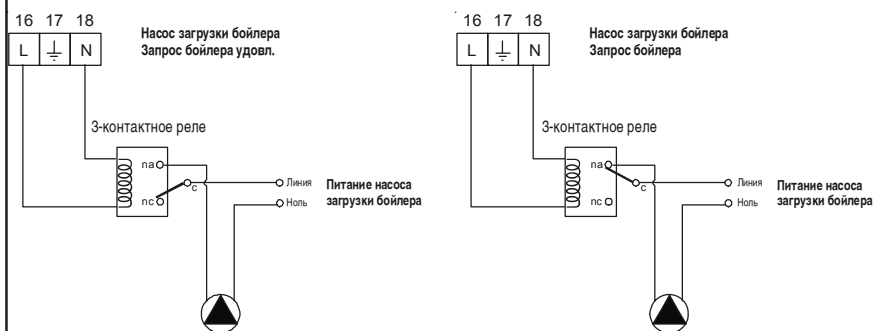 16 17 18
L N
Насос загрузки бойлера
Запрос бойлера удовл.
3-контактное реле
na
c
nc
Линия
Ноль
Питание насоса
загрузки бойлера
16 17 18
L N
Насос загрузки бойлера
Запрос бойлера
3-контактное реле
na
c
nc
Линия
Ноль
Питание насоса
загрузки бойлера